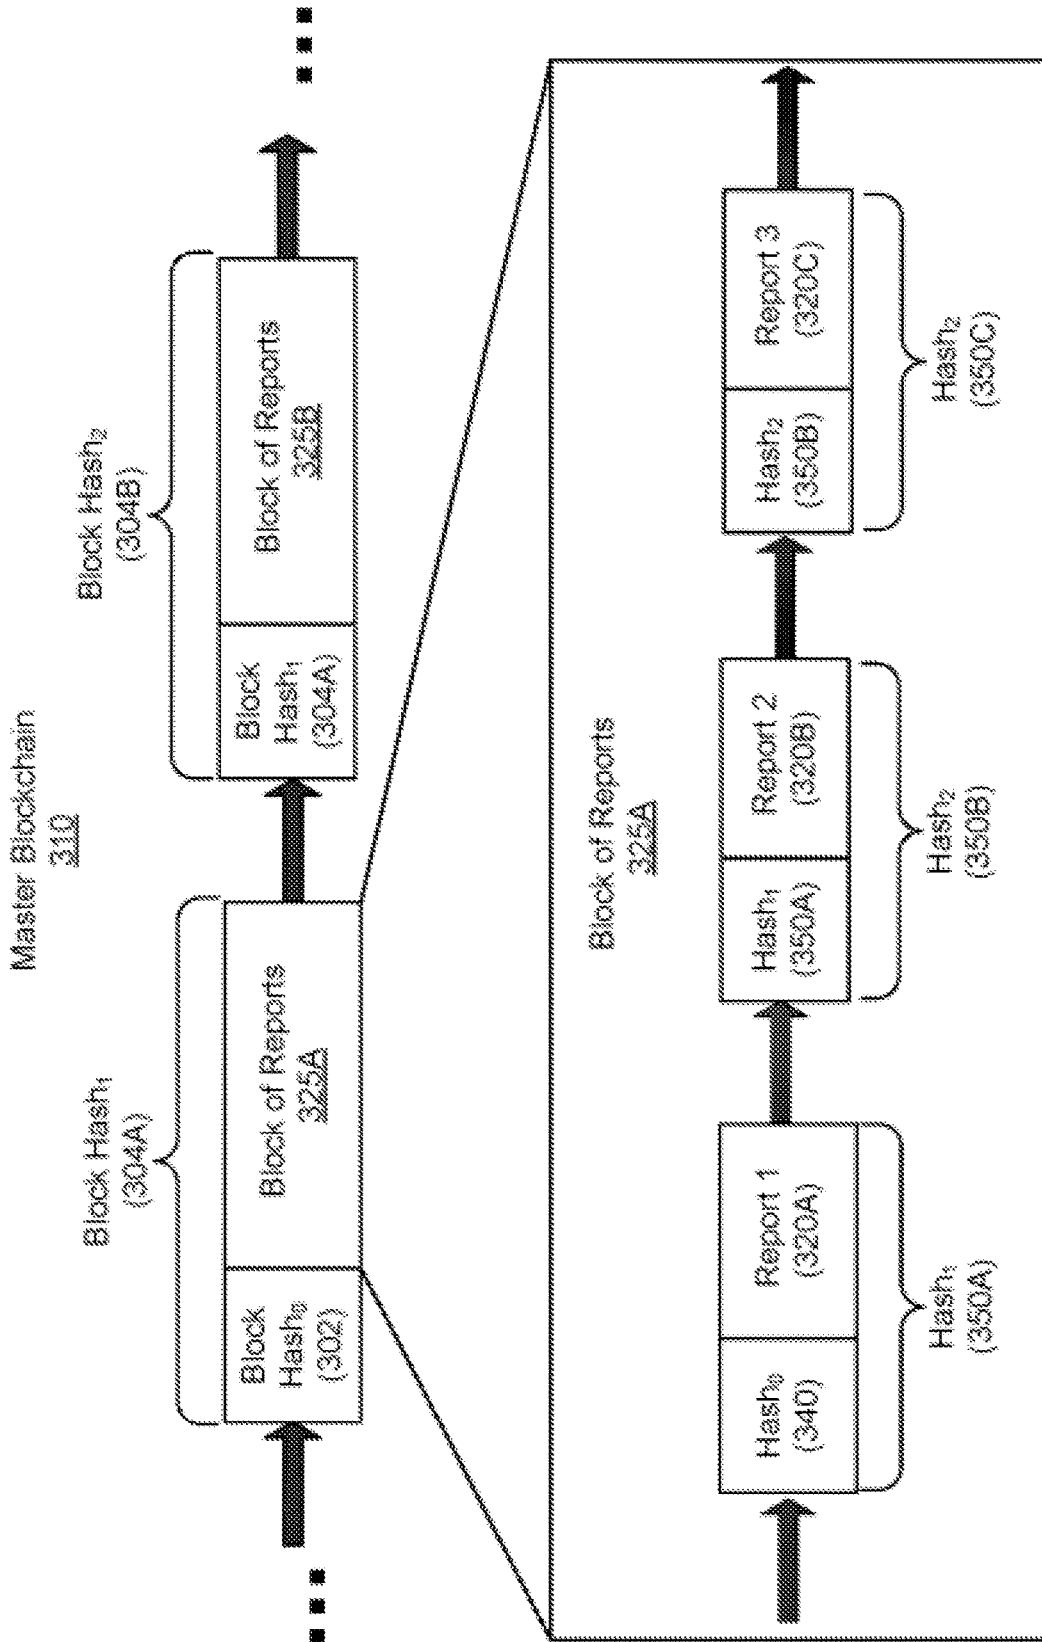 Master Blockchain
310
Block Hash₁
(304A)
Block Hash₂
(304B)
Block
Hash₀
(302)
Block of Reports
325A
Block
Hash₁
(304A)
Block of Reports
325B
Block of Reports
325A
Hash₀
(340)
Report 1
(320A)
Hash₁
(350A)
Report 2
(320B)
Hash₂
(350B)
Report 3
(320C)
Hash₁
(350A)
Hash₂
(350B)
Hash₂
(350C)